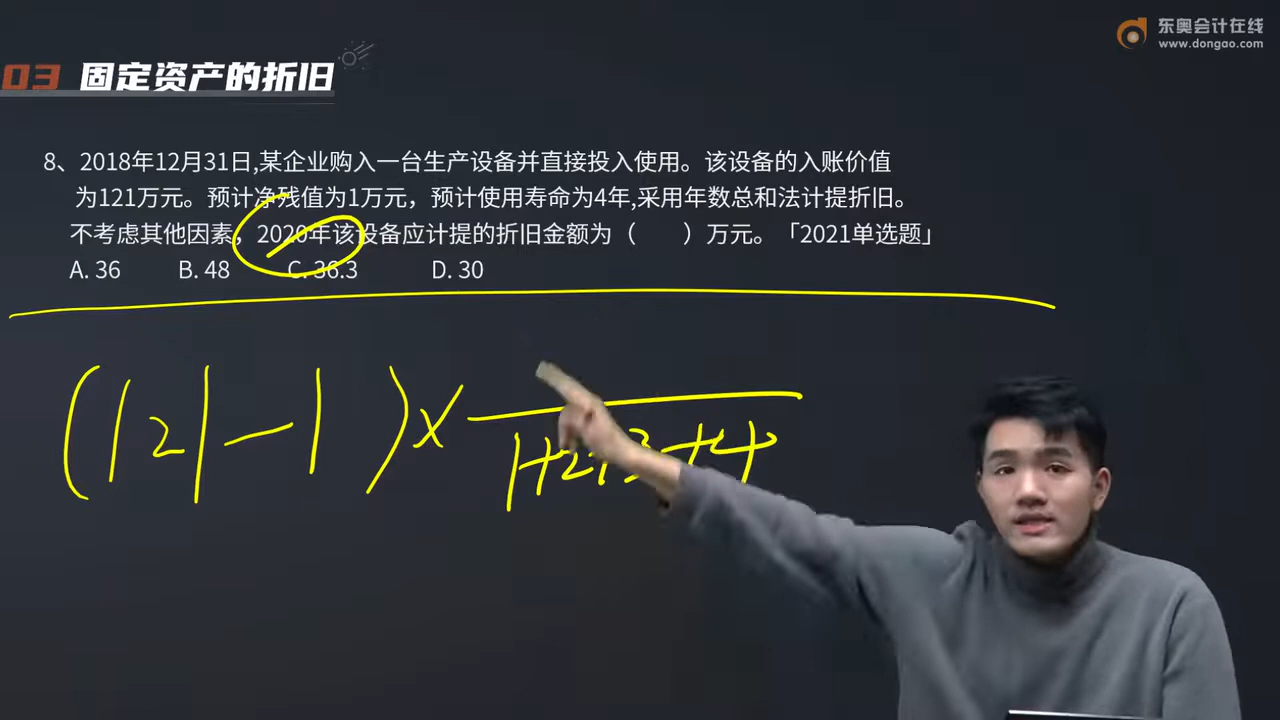 东奥会计在线
www.dongao.com
03 固定资产的折旧
8、2018年12月31日,某企业购入一台生产设备并直接投入使用。该设备的入账价值
为121万元。预计净残值为1万元，预计使用寿命为4年,采用年数总和法计提折旧。
不考虑其他因素，2020年该设备应计提的折旧金额为（ ）万元。「2021单选题」
A. 36 B. 48 C. 36.3 D. 30
(121-1)×
1+2+3+4